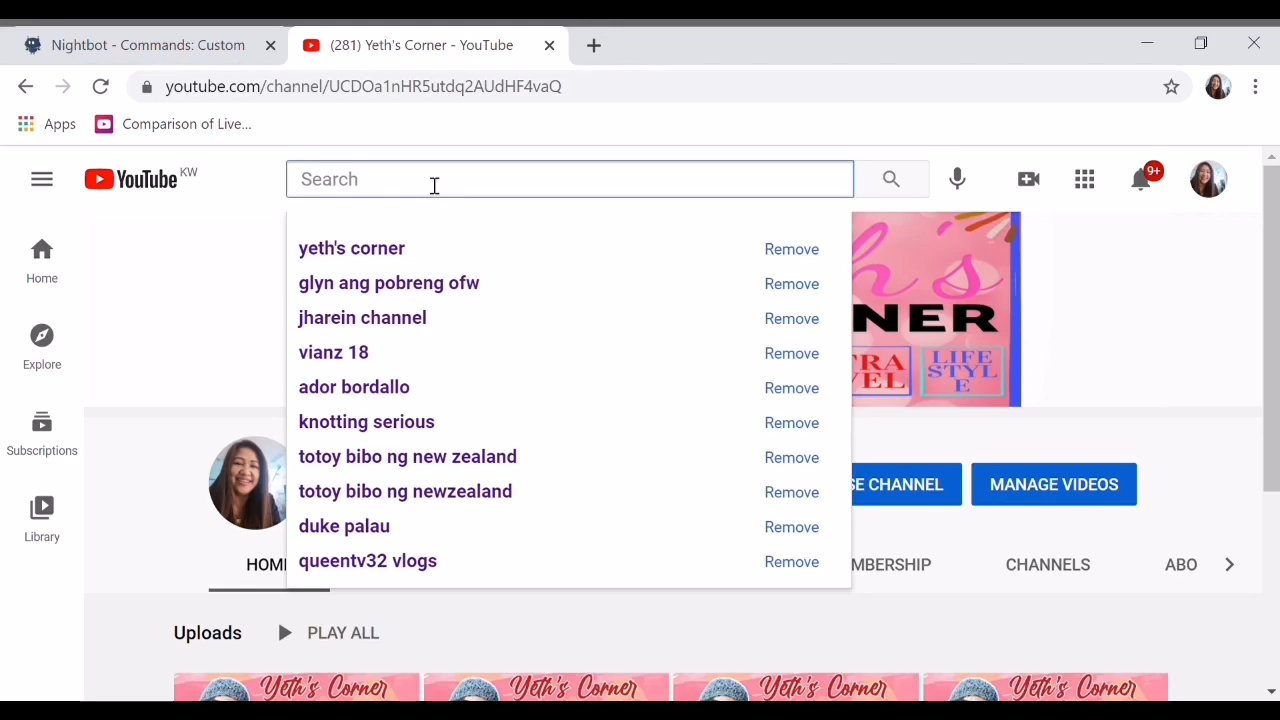 Nightbot - Commands: Custom
(281) Yeth's Corner - YouTube
youtube.com/channel/UCDOa1nHR5utdq2AUdHF4vaQ
Apps
Comparison of Live...
YouTube KW
Search
9+
yeth's corner Remove
glyn ang pobreng ofw Remove
jharein channel Remove
vianz 18 Remove
ador bordallo Remove
knotting serious Remove
totoy bibo ng new zealand Remove
totoy bibo ng newzealand Remove
duke palau Remove
queentv32 vlogs Remove
Home
Explore
Subscriptions
Library
h's
RNER
RA
VEL
LIFE
STYL
E
SE CHANNEL
MANAGE VIDEOS
HOM
MBERSHIP
CHANNELS
ABO
Uploads
PLAY ALL
Yeth's Corner
Yeth's Corner
Yeth's Corner
Yeth's Corner